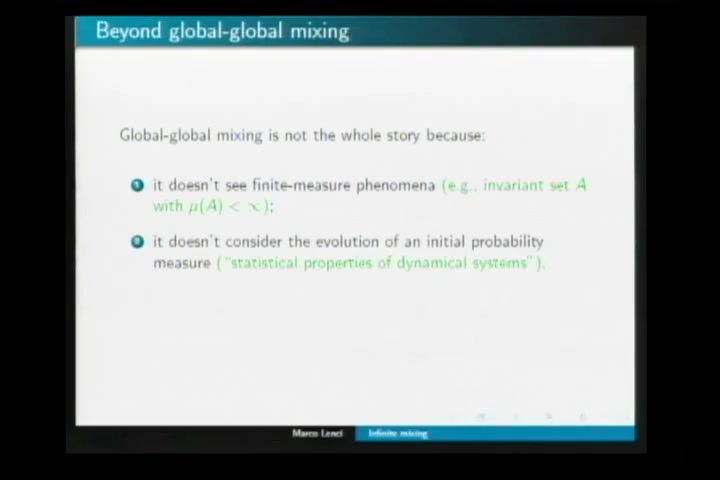 Beyond global-global mixing
Global-global mixing is not the whole story because:
1 it doesn't see finite-measure phenomena (e.g., invariant set A
with μ(A) < ∞);
2 it doesn't consider the evolution of an initial probability
measure ("statistical properties of dynamical systems").
Marco Lenci Infinite mixing